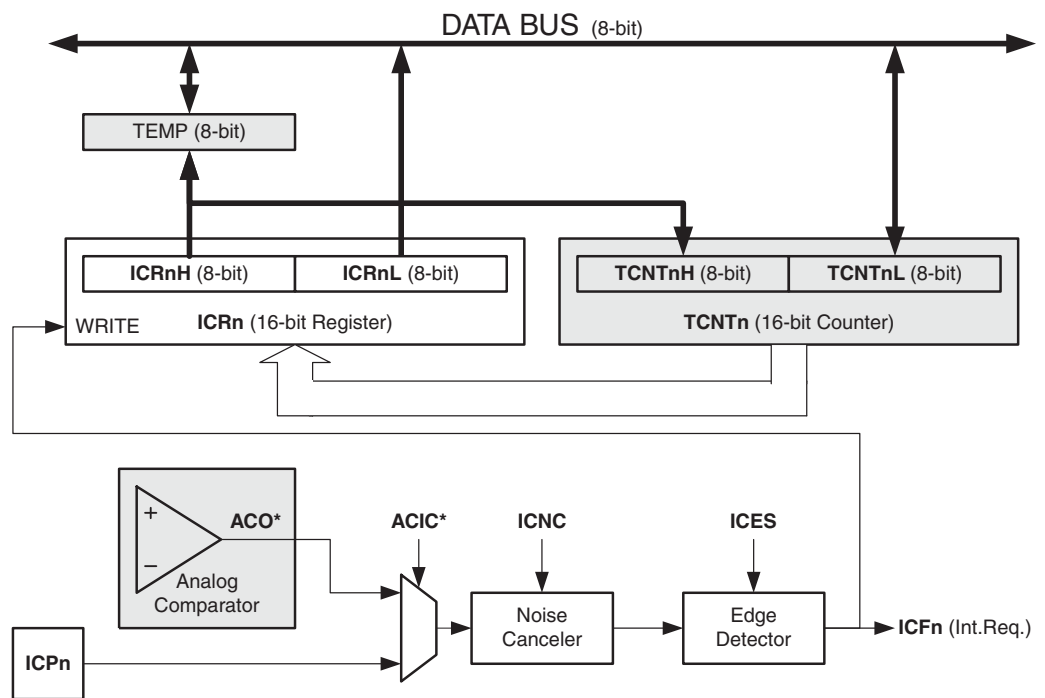 DATA BUS (8-bit)
TEMP (8-bit)
ICRnH (8-bit)
ICRnL (8-bit)
TCNTnH (8-bit)
TCNTnL (8-bit)
WRITE
ICRn (16-bit Register)
TCNTn (16-bit Counter)
+
−
ACO*
Analog
Comparator
ACIC*
ICNC
ICES
Noise
Canceler
Edge
Detector
ICFn (Int.Req.)
ICPn